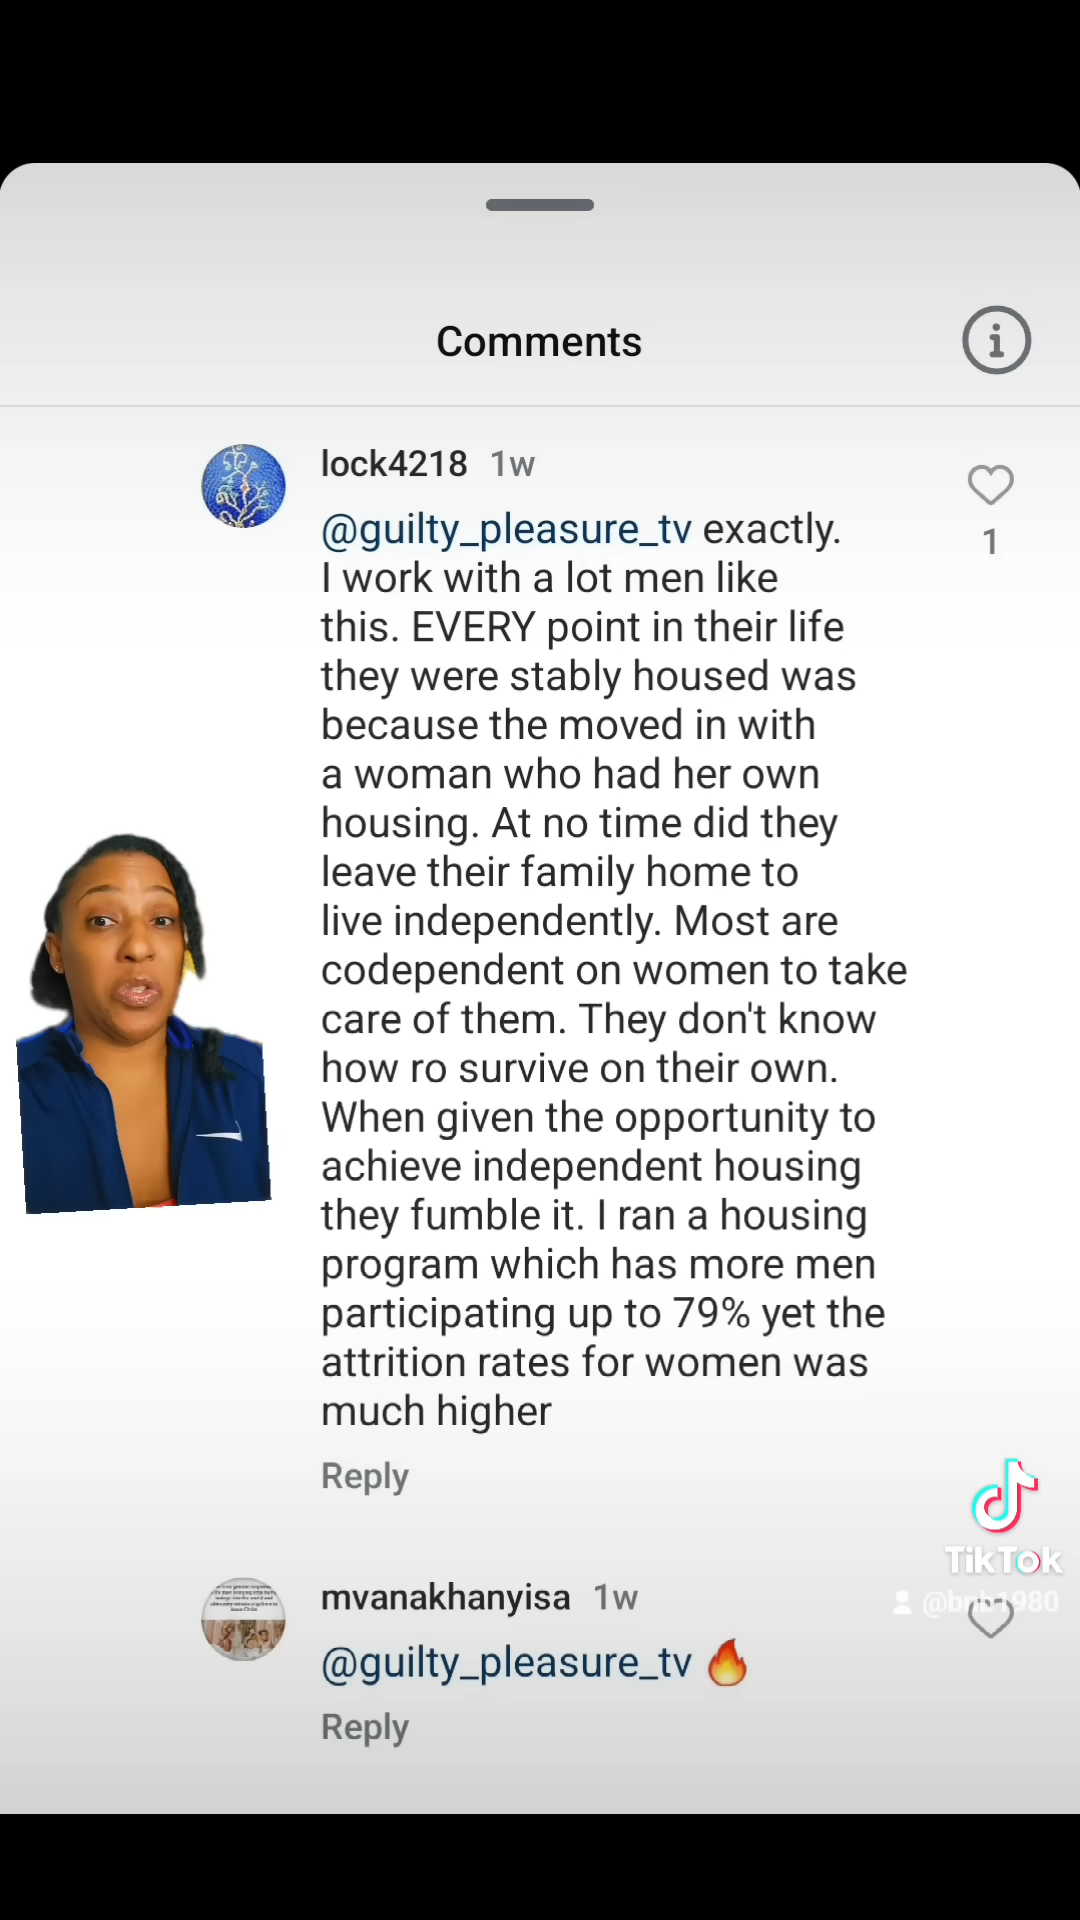 Comments
lock4218 1w
@guilty_pleasure_tv exactly.
I work with a lot men like
this. EVERY point in their life
they were stably housed was
because the moved in with
a woman who had her own
housing. At no time did they
leave their family home to
live independently. Most are
codependent on women to take
care of them. They don't know
how ro survive on their own.
When given the opportunity to
achieve independent housing
they fumble it. I ran a housing
program which has more men
participating up to 79% yet the
attrition rates for women was
much higher
1
Reply
TikTok
@bnb1980
mvanakhanyisa 1w
@guilty_pleasure_tv 🔥
Reply